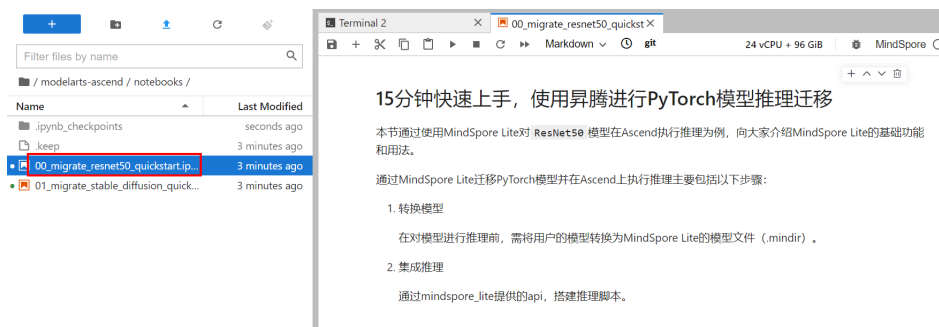 Terminal 2
00_migrate_resnet50_quickst
Filter files by name
Markdown
git
24 vCPU + 96 GiB
MindSpore
/ modelarts-ascend / notebooks /
Name
Last Modified
.ipynb_checkpoints
seconds ago
.keep
3 minutes ago
00_migrate_resnet50_quickstart.ip...
3 minutes ago
01_migrate_stable_diffusion_quick...
3 minutes ago
15分钟快速上手，使用昇腾进行PyTorch模型推理迁移
本节通过使用MindSpore Lite对 ResNet50 模型在Ascend执行推理为例，向大家介绍MindSpore Lite的基础功能
和用法。
通过MindSpore Lite迁移PyTorch模型并在Ascend上执行推理主要包括以下步骤：
1. 转换模型
在对模型进行推理前，需将用户的模型转换为MindSpore Lite的模型文件（.mindir）。
2. 集成推理
通过mindspore_lite提供的api，搭建推理脚本。